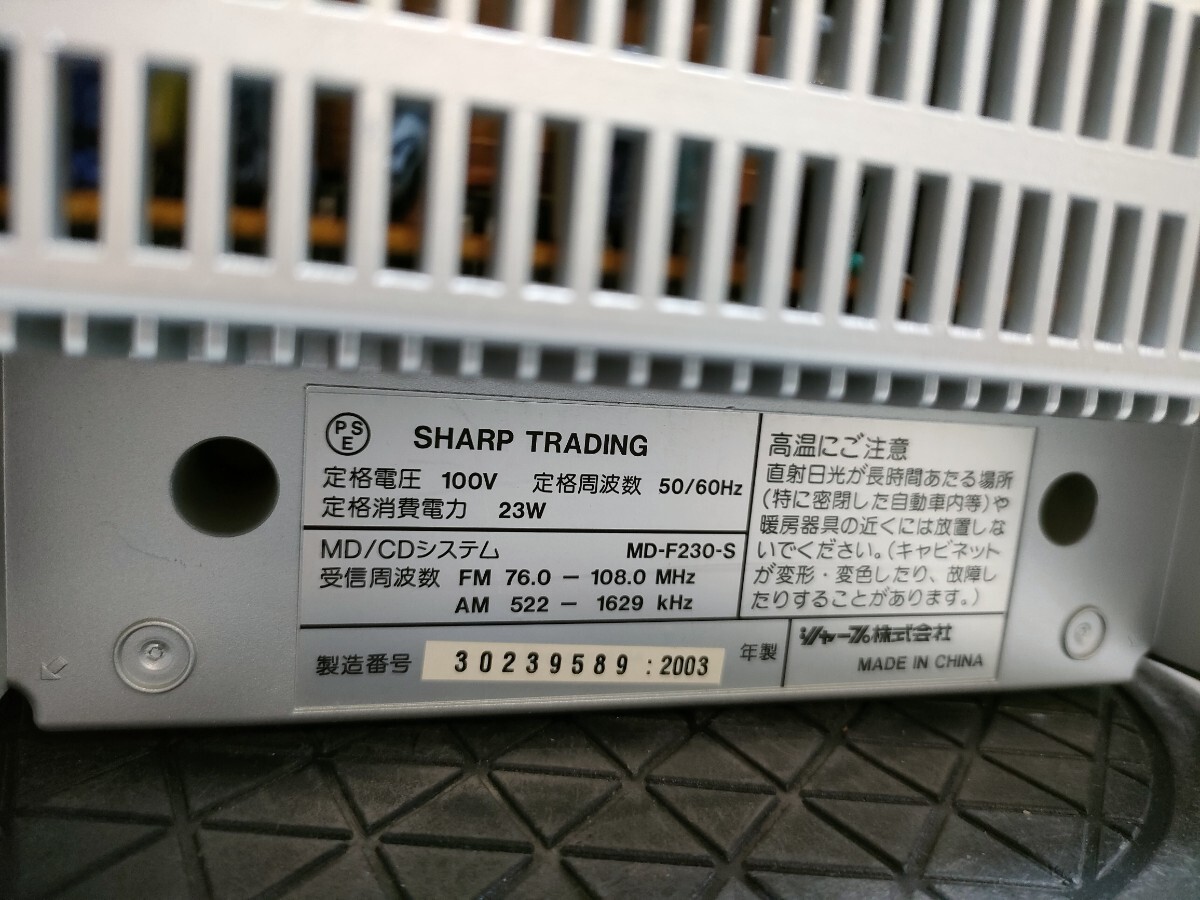 PSE SHARP TRADING
定格電圧 100V 定格周波数 50/60Hz
定格消費電力 23W
MD/CDシステム MD-F230-S
受信周波数 FM 76.0 － 108.0 MHz
AM 522 － 1629 kHz
製造番号 30239589 : 2003 年製
高温にご注意
直射日光が長時間あたる場所
(特に密閉した自動車内等)や
暖房器具の近くには放置しな
いでください。(キャビネット
が変形・変色したり、故障し
たりすることがあります。)
シャープ株式会社
MADE IN CHINA